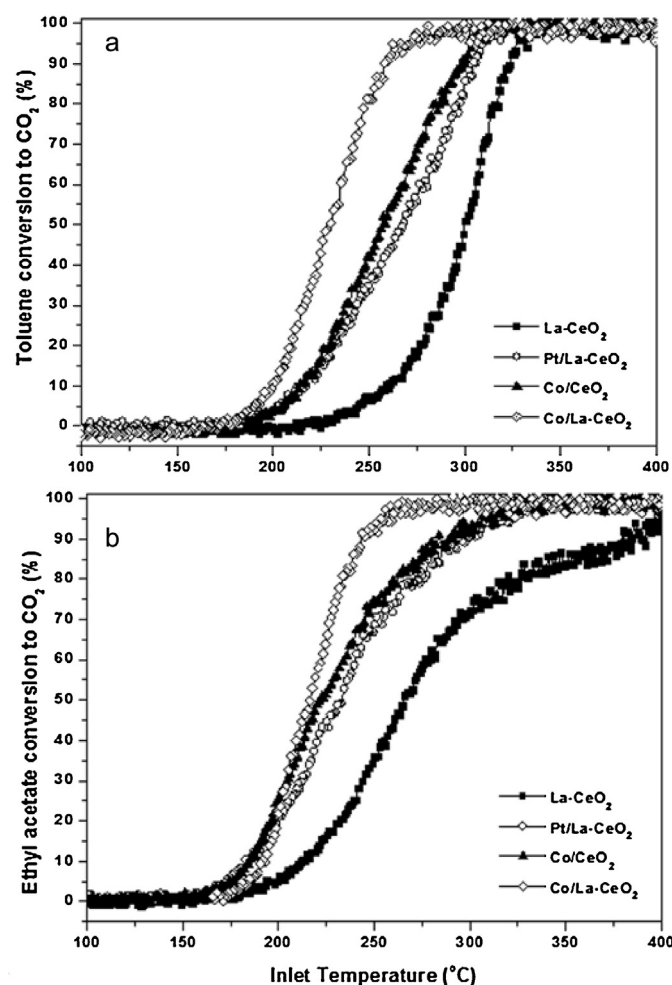 a
Toluene conversion to CO₂ (%)
100
90
80
70
60
50
40
30
20
10
0
La-CeO₂
Pt/La-CeO₂
Co/CeO₂
Co/La-CeO₂
100 150 200 250 300 350 400
b
Ethyl acetate conversion to CO₂ (%)
100
90
80
70
60
50
40
30
20
10
0
La-CeO₂
Pt/La-CeO₂
Co/CeO₂
Co/La-CeO₂
100 150 200 250 300 350 400
Inlet Temperature (°C)